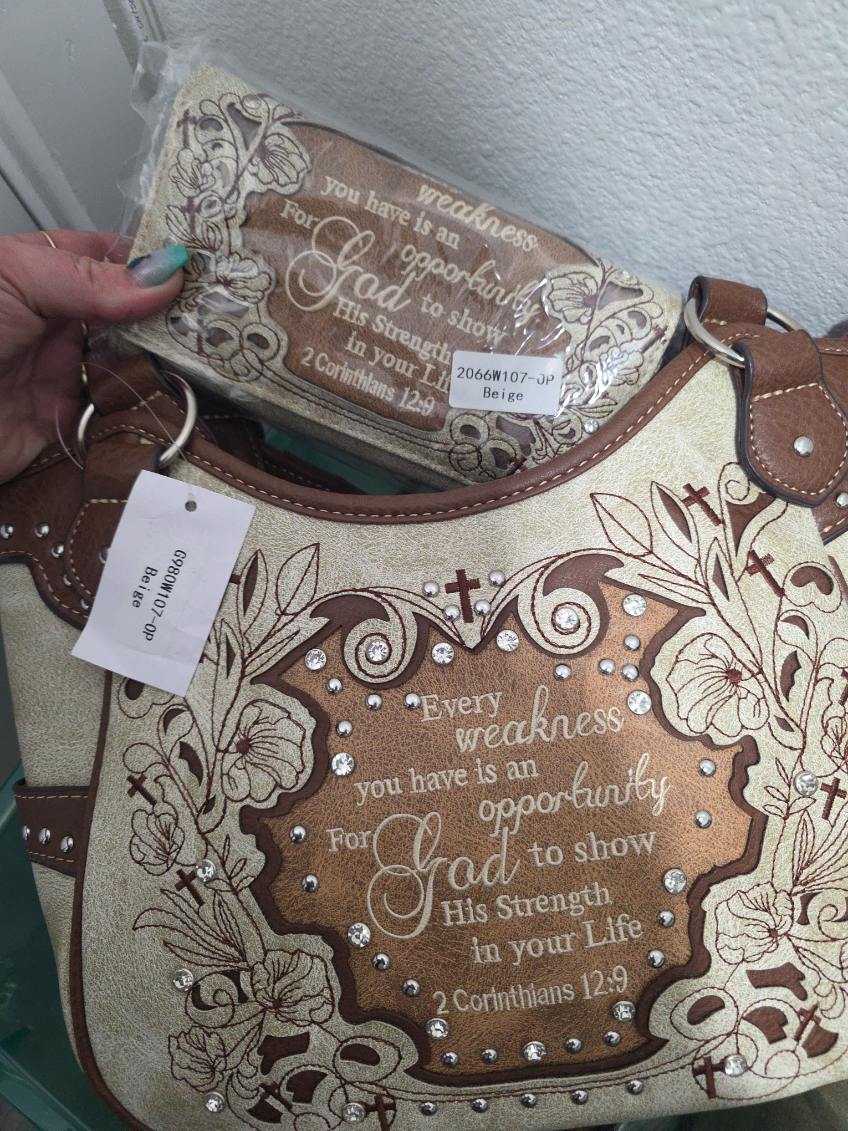 weakness
you have is an
opportunity
For God to show
His Strength
in your
2 Corinthians 12:9
2066W107-OP
Beige
G980W107-OP
Beige
Every
weakness
you have is an
opportunity
For God to show
His Strength
in your Life
2 Corinthians 12:9